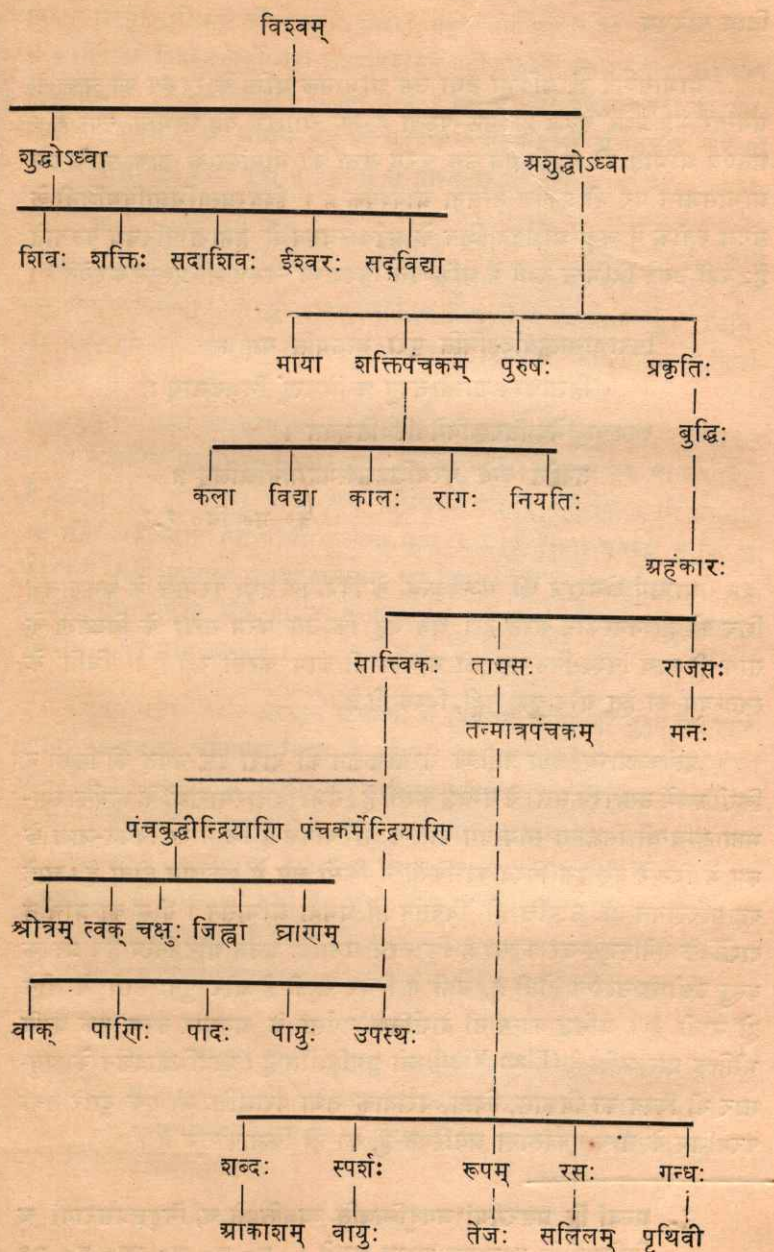 विश्वम्
शुद्धोऽध्वा अशुद्धोऽध्वा
शिवः शक्तिः सदाशिवः ईश्वरः सद्विद्या
माया शक्तिपंचकम् पुरुषः प्रकृतिः
बुद्धिः
कला विद्या कालः रागः नियतिः
अहंकारः
सात्त्विकः तामसः राजसः
तन्मात्रपंचकम् मनः
पंचबुद्धीन्द्रियाणि पंचकर्मेन्द्रियाणि
श्रोत्रम् त्वक् चक्षुः जिह्वा घ्राणम्
वाक् पाणिः पादः पायुः उपस्थः
शब्दः स्पर्शः रूपम् रसः गन्धः
आकाशम् वायुः तेजः सलिलम् पृथिवी